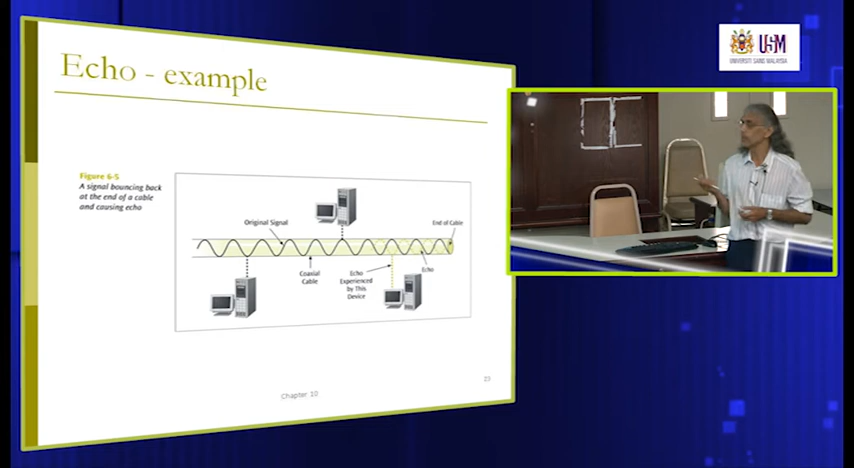 Echo - example
Figure 6-5
A signal bouncing back
at the end of a cable
and causing echo
Original Signal
End of Cable
Coaxial
Cable
Echo
Experienced
by This
Device
Echo
Chapter 10
23
USM
UNIVERSITI SAINS MALAYSIA